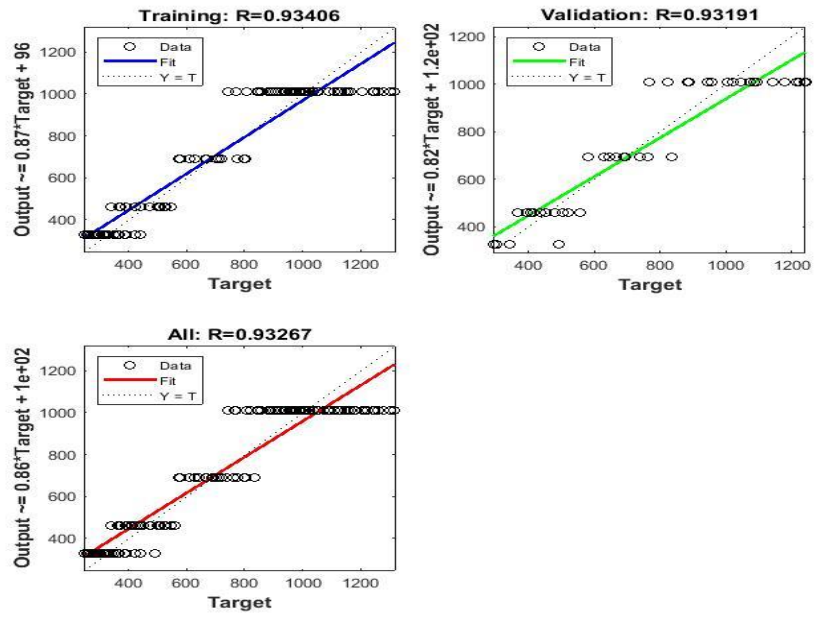 Training: R=0.93406
Output ~= 0.87*Target + 96
1200
1000
800
600
400
Data
Fit
Y = T
400 600 800 1000 1200
Target
Validation: R=0.93191
Output ~= 0.82*Target + 1.2e+02
1200
1000
800
600
400
Data
Fit
Y = T
400 600 800 1000 1200
Target
All: R=0.93267
Output ~= 0.86*Target + 1e+02
1200
1000
800
600
400
Data
Fit
Y = T
400 600 800 1000 1200
Target